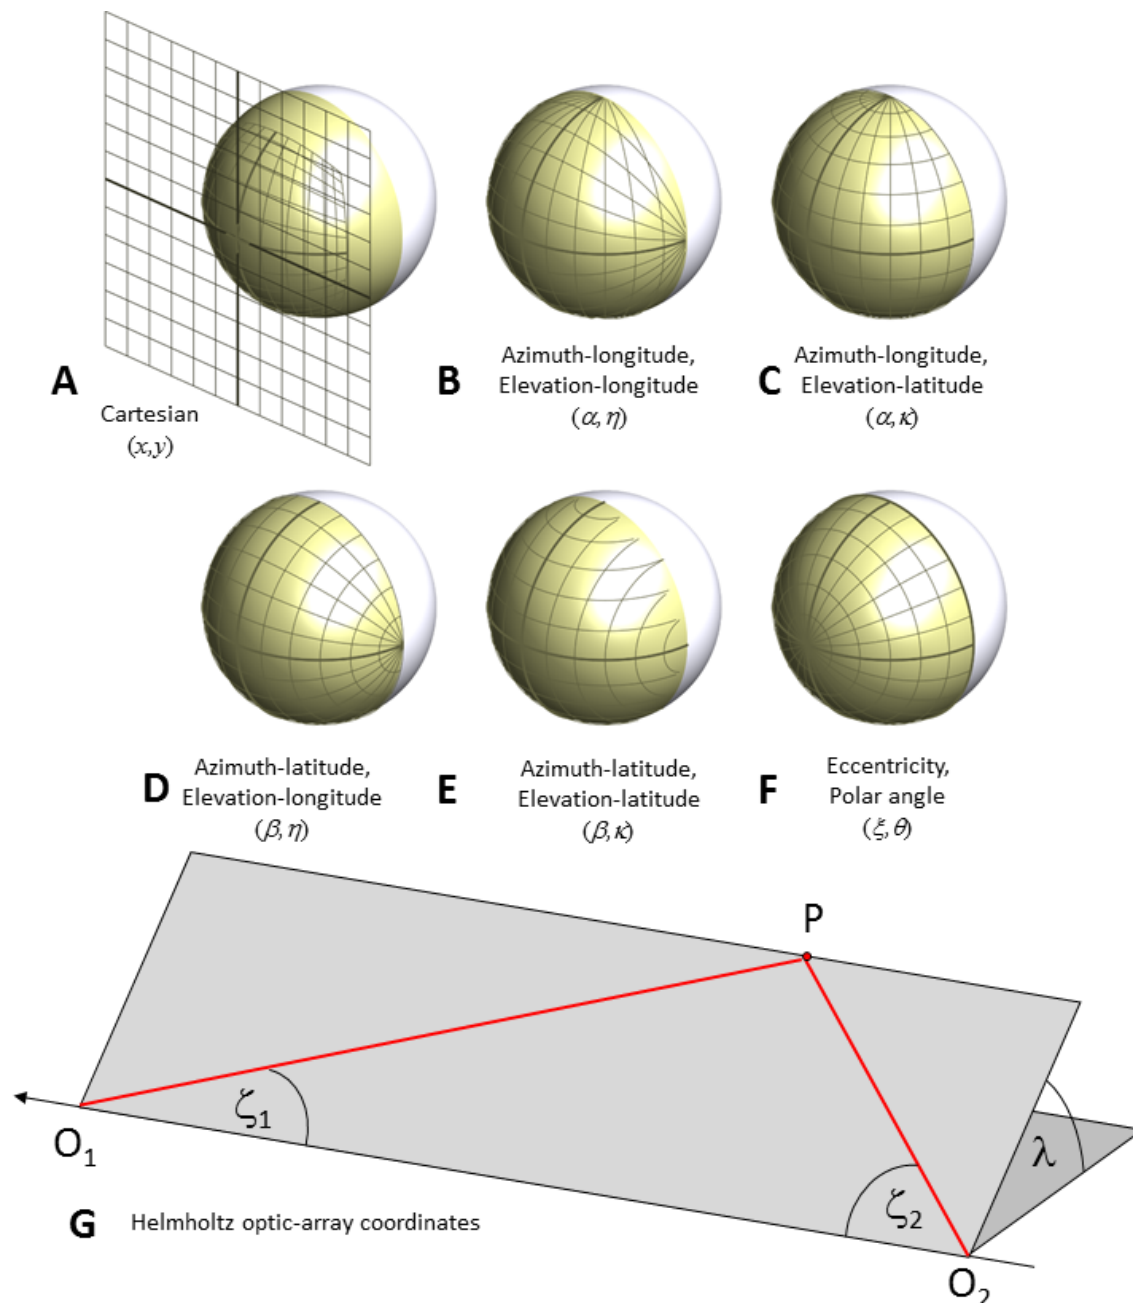 A
Cartesian
(x,y)
B
Azimuth-longitude,
Elevation-longitude
(α, η)
C
Azimuth-longitude,
Elevation-latitude
(α, κ)
D
Azimuth-latitude,
Elevation-longitude
(β, η)
E
Azimuth-latitude,
Elevation-latitude
(β, κ)
F
Eccentricity,
Polar angle
(ξ, θ)
P
ζ1
O1
λ
ζ2
O2
G Helmholtz optic-array coordinates